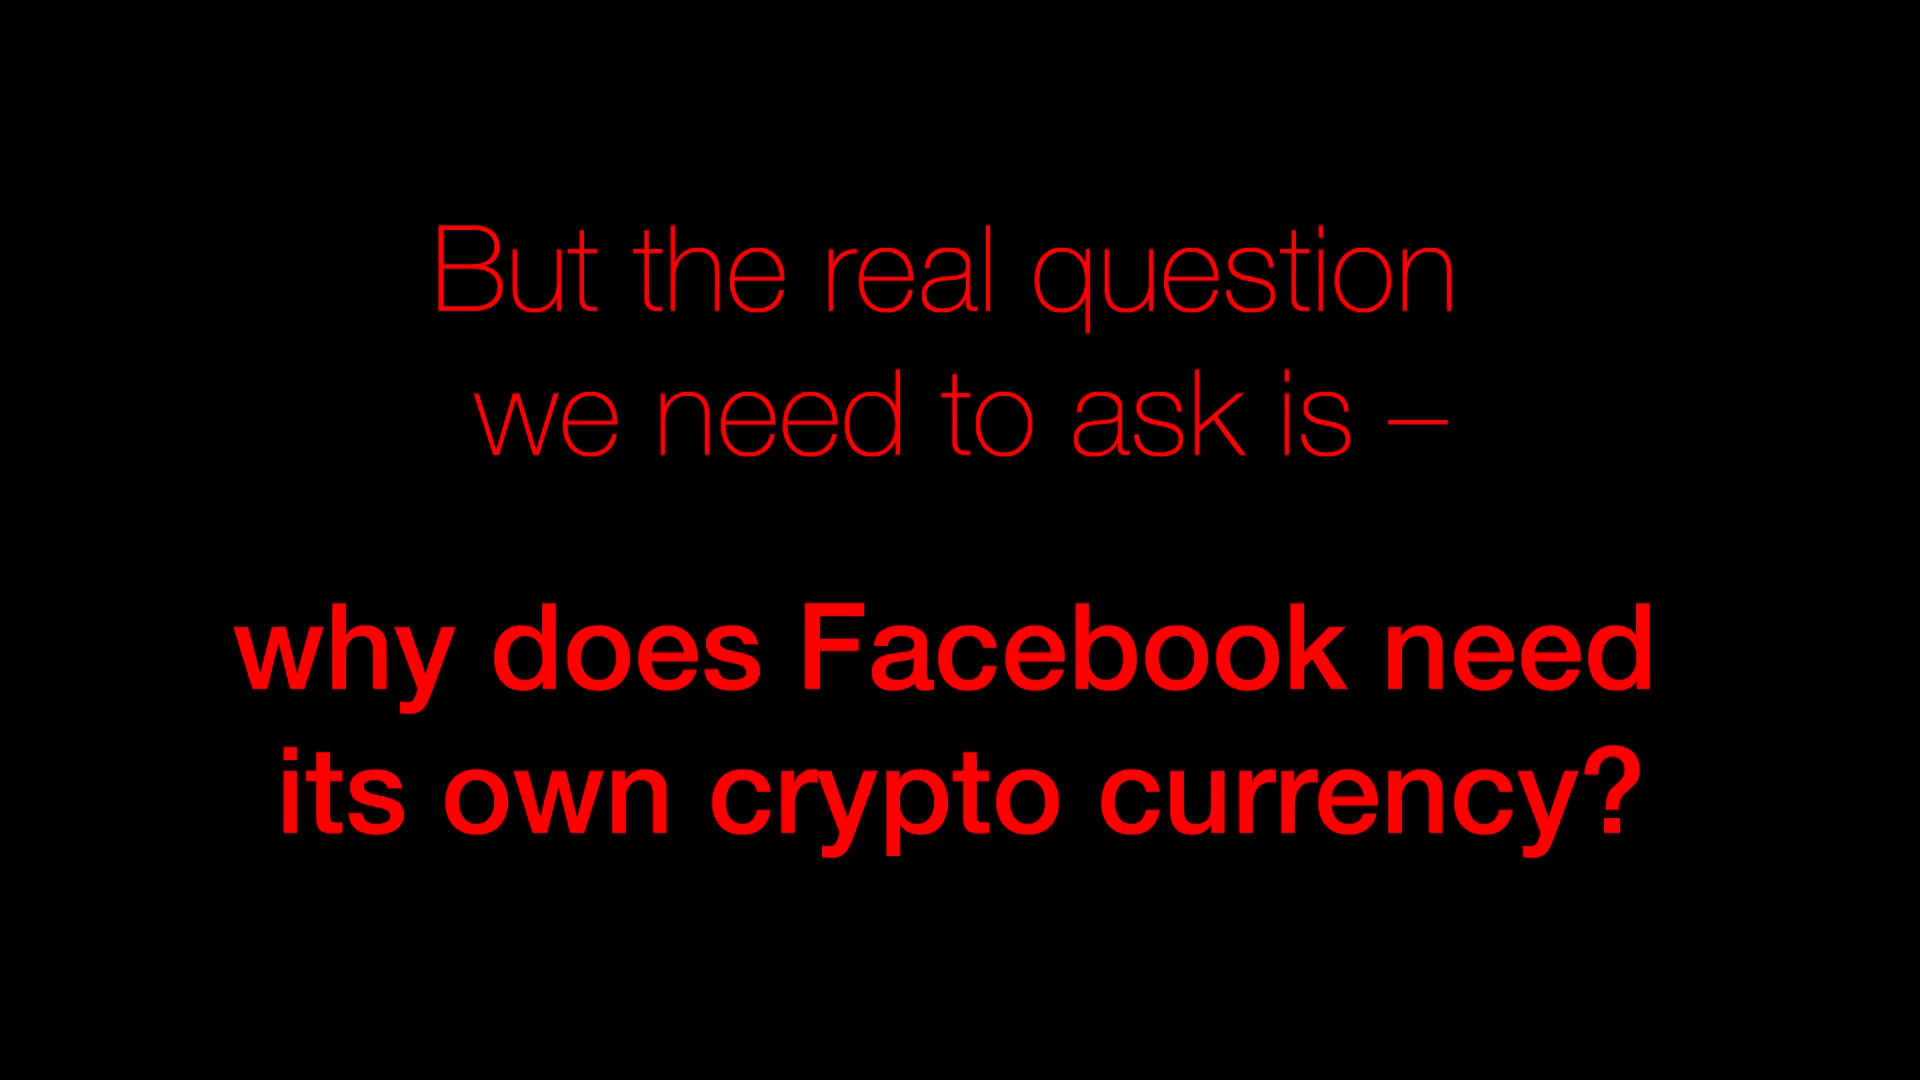 But the real question
we need to ask is –
why does Facebook need
its own crypto currency?